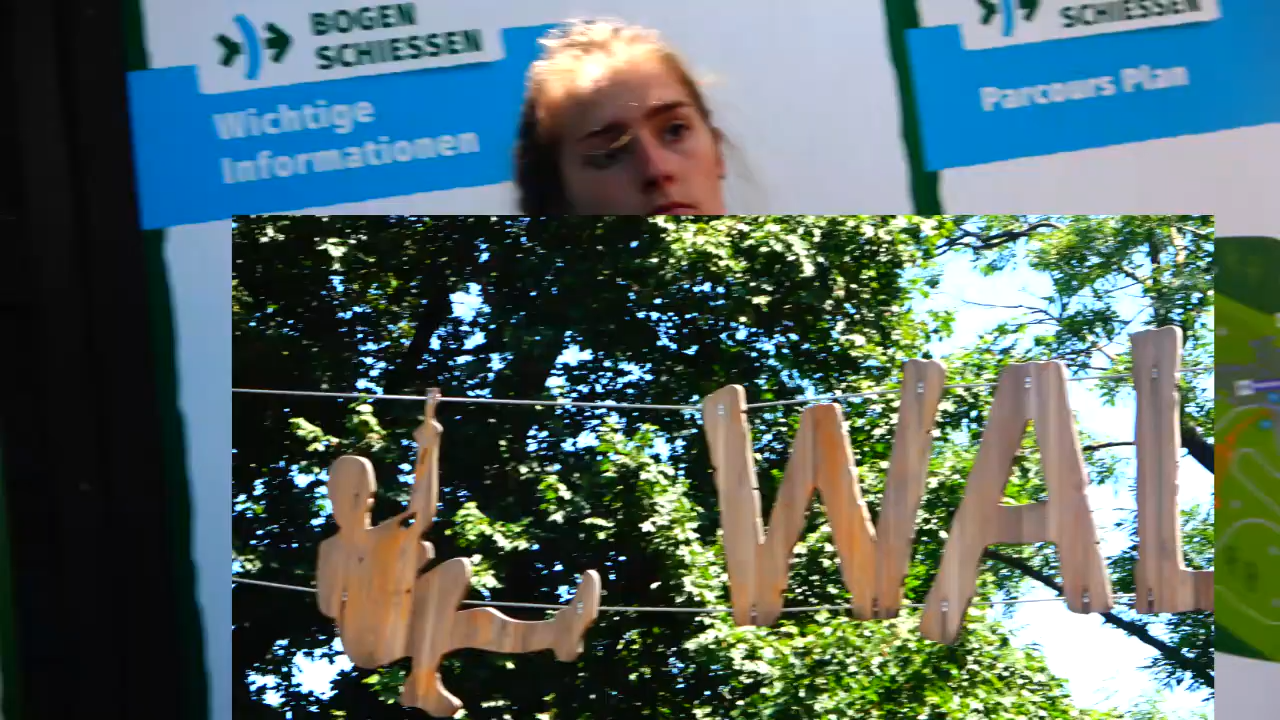 BOGEN
SCHIESSEN
Wichtige
Informationen
SCHIESSEN
Parcours Plan
WAL